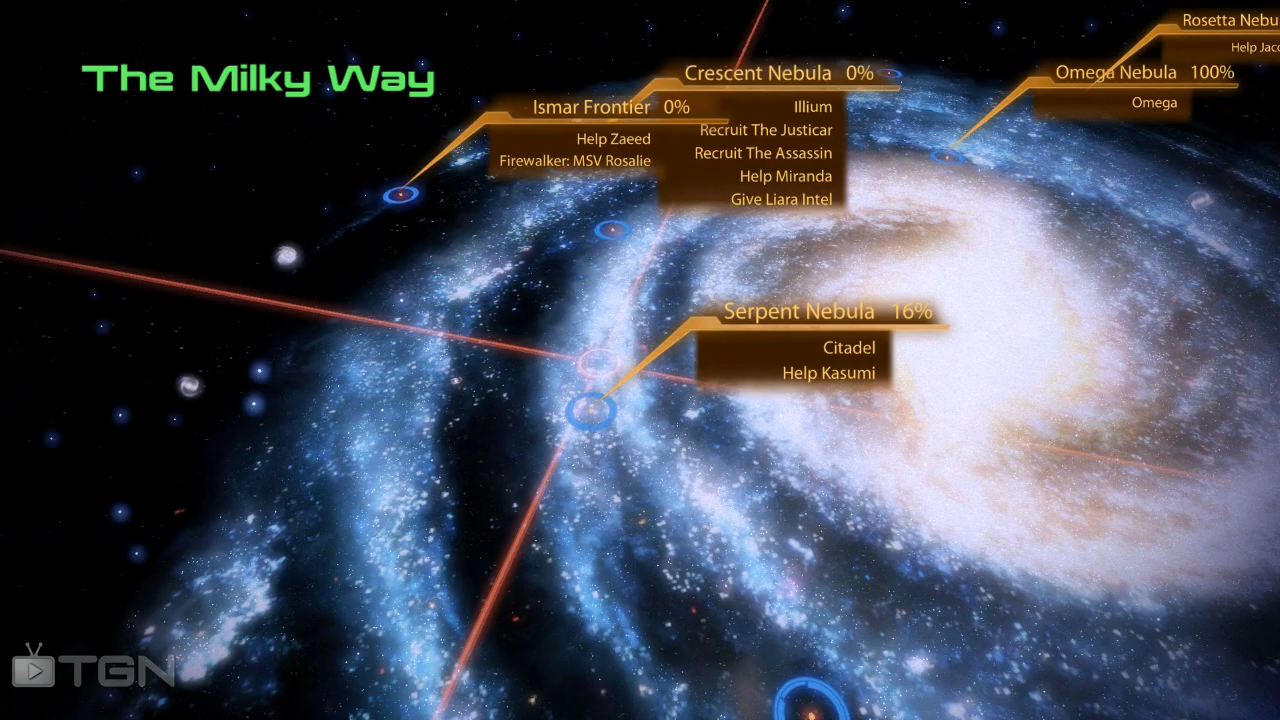 The Milky Way
Rosetta Nebu
Help Jac
Crescent Nebula 0%
Illium
Recruit The Justicar
Recruit The Assassin
Help Miranda
Give Liara Intel
Omega Nebula 100%
Omega
Ismar Frontier 0%
Help Zaeed
Firewalker: MSV Rosalie
Serpent Nebula 16%
Citadel
Help Kasumi
TGN